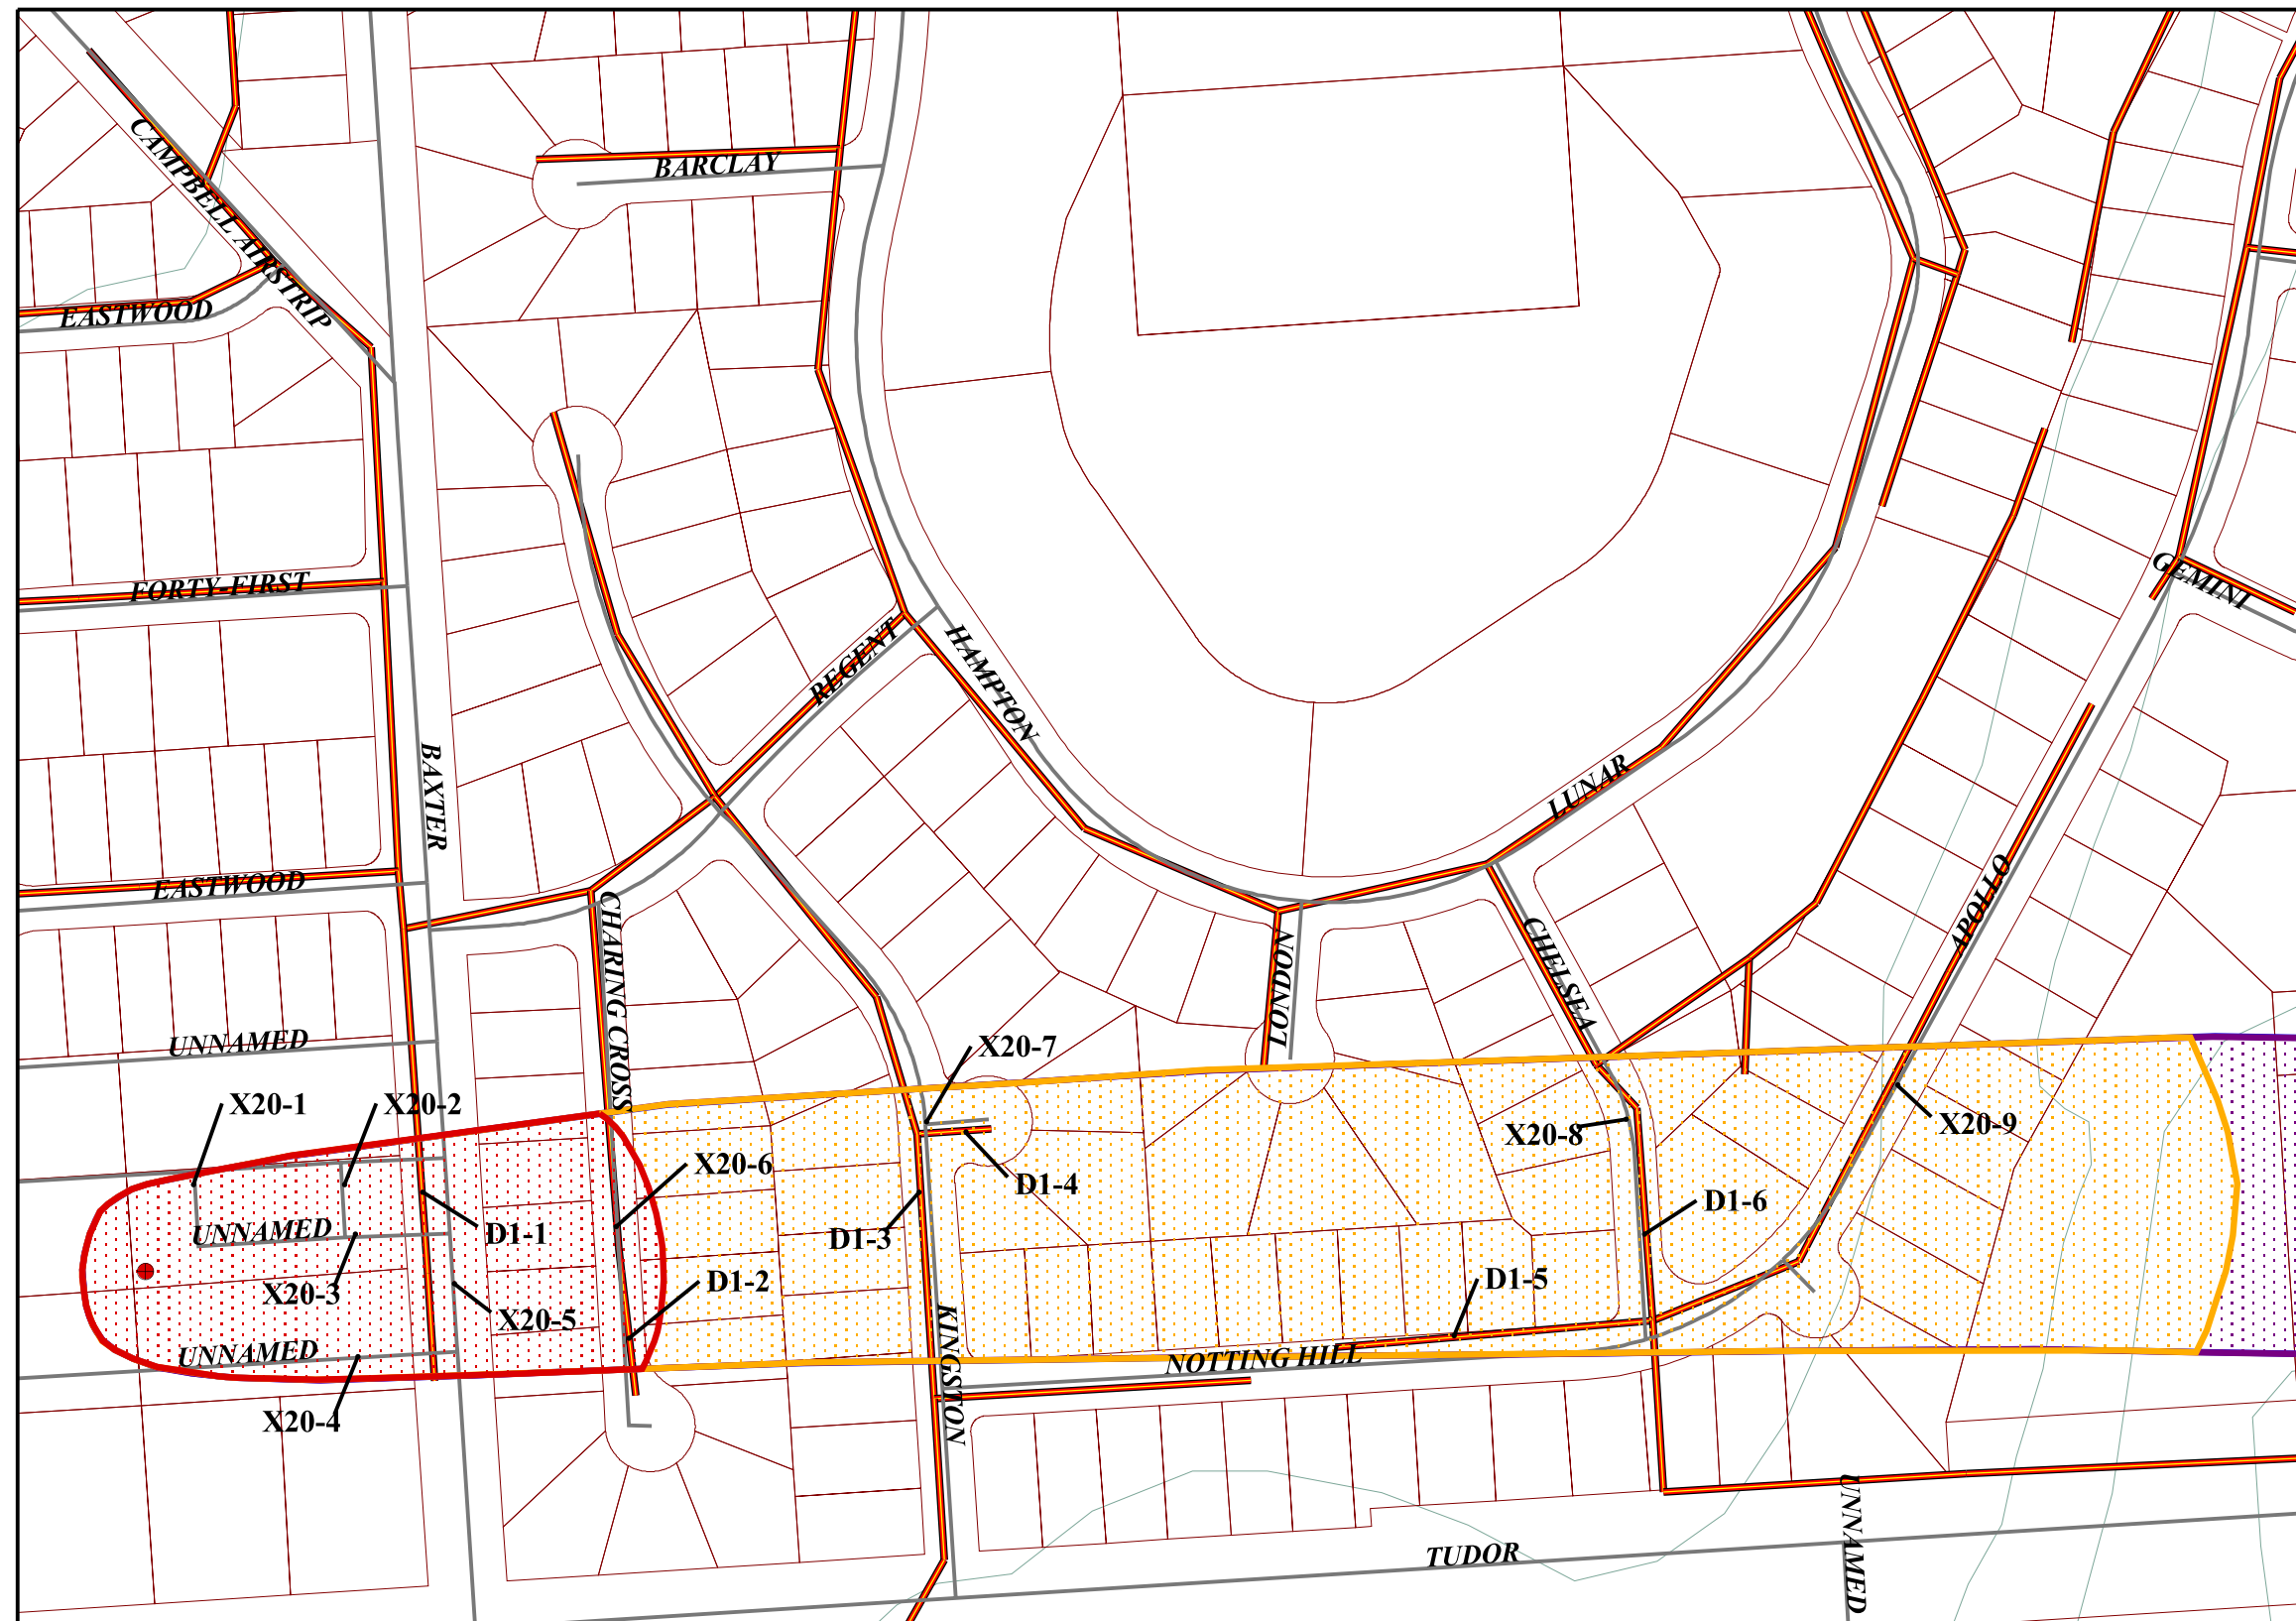 CAMPBELL AIRSTRIP
BARCLAY
EASTWOOD
GEMINI
FORTY-FIRST
REGENT
HAMPTON
BAXTER
LUNAR
EASTWOOD
CHARING CROSS
LONDON
CHELSEA
APOLLO
UNNAMED
X20-7
X20-1
X20-2
X20-9
X20-8
X20-6
D1-4
D1-6
UNNAMED
D1-1
D1-3
X20-3
D1-2
D1-5
X20-5
KINGSTON
UNNAMED
NOTTING HILL
X20-4
TUDOR
UNNAMED